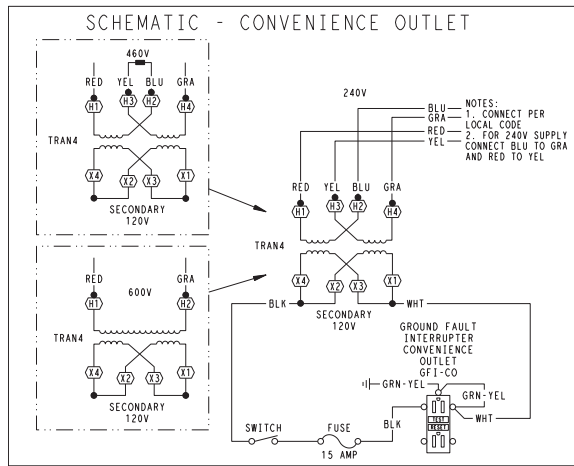 SCHEMATIC - CONVENIENCE OUTLET
460V
RED YEL BLU GRA
H1 H3 H2 H4
TRAN4
X4 X2 X3 X1
SECONDARY
120V
RED GRA
600V
H1 H2
TRAN4
X4 X2 X3 X1
SECONDARY
120V
240V
BLU
GRA
RED
YEL
NOTES:
1. CONNECT PER
LOCAL CODE
2. FOR 240V SUPPLY
CONNECT BLU TO GRA
AND RED TO YEL
RED YEL BLU GRA
H1 H3 H2 H4
TRAN4
X4 X2 X3 X1
BLK WHT
SECONDARY
120V
GROUND FAULT
INTERRUPTER
CONVENIENCE
OUTLET
GFI-CO
GRN-YEL
GRN-YEL
TEST
RESET
WHT
BLK
SWITCH FUSE
15 AMP